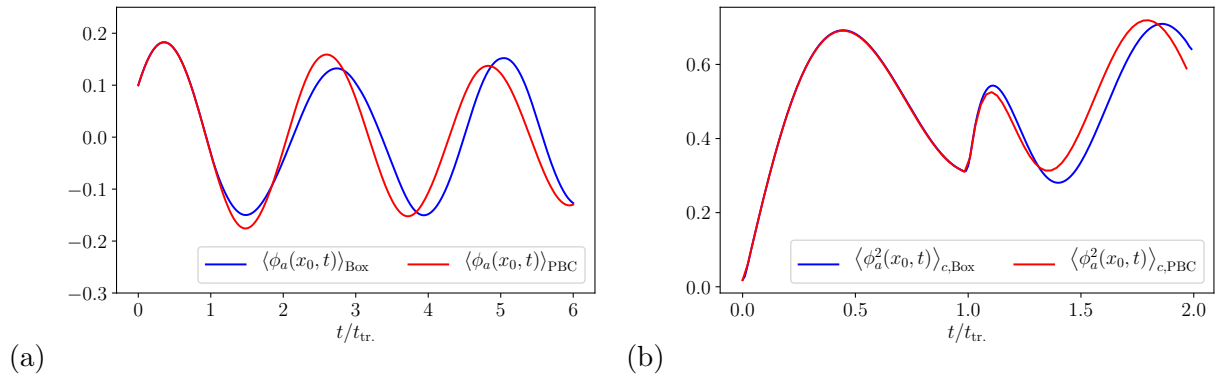 0.2
0.1
0.0
−0.1
−0.2
−0.3
0 1 2 3 4 5 6
t/t_tr.
⟨ϕ_a(x_0, t)⟩_Box ⟨ϕ_a(x_0, t)⟩_PBC
(a)
0.6
0.4
0.2
0.0
0.0 0.5 1.0 1.5 2.0
t/t_tr.
⟨ϕ_a^2(x_0, t)⟩_c,Box ⟨ϕ_a^2(x_0, t)⟩_c,PBC
(b)